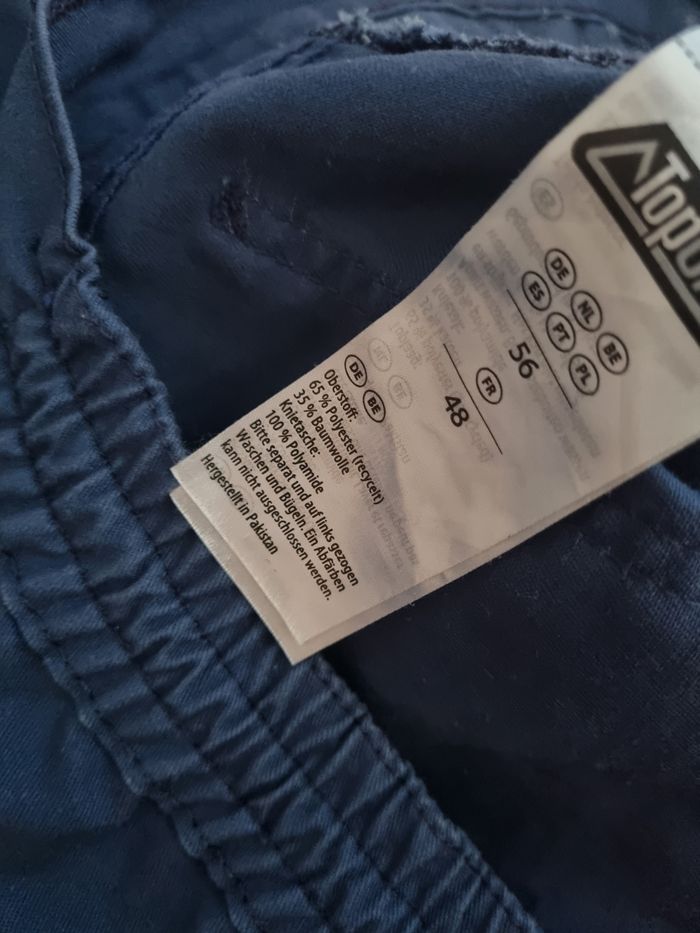 DE NL BE
ES PT PL
56
FR
48
DE BE
Oberstoff:
65 % Polyester (recycelt)
35 % Baumwolle
Knietasche:
100 % Polyamide
Bitte separat und auf links gezogen
Waschen und Bügeln. Ein Abfärben
kann nicht ausgeschlossen werden.
Hergestellt in Pakistan